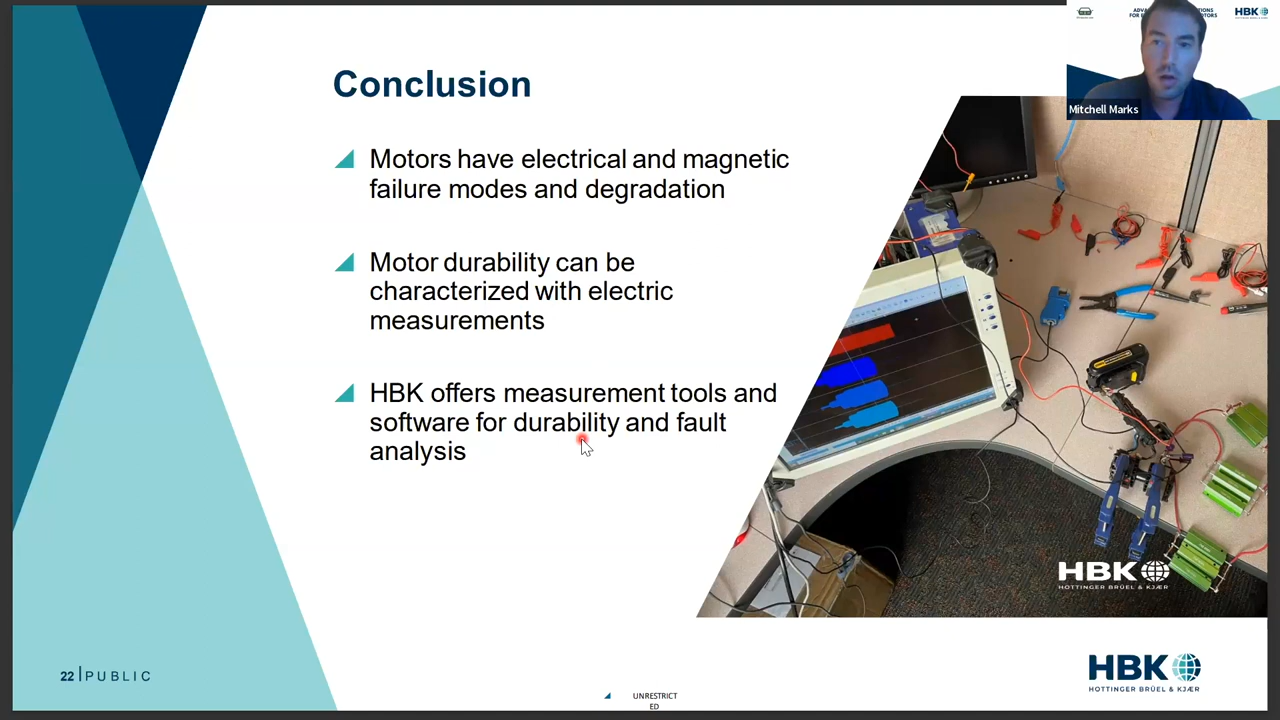 Conclusion
Motors have electrical and magnetic
failure modes and degradation
Motor durability can be
characterized with electric
measurements
HBK offers measurement tools and
software for durability and fault
analysis
HBK
Mitchell Marks
HBK
HOTTINGER BRÜEL & KJÆR
22 | PUBLIC
UNRESTRICT
ED
HBK
HOTTINGER BRÜEL & KJÆR